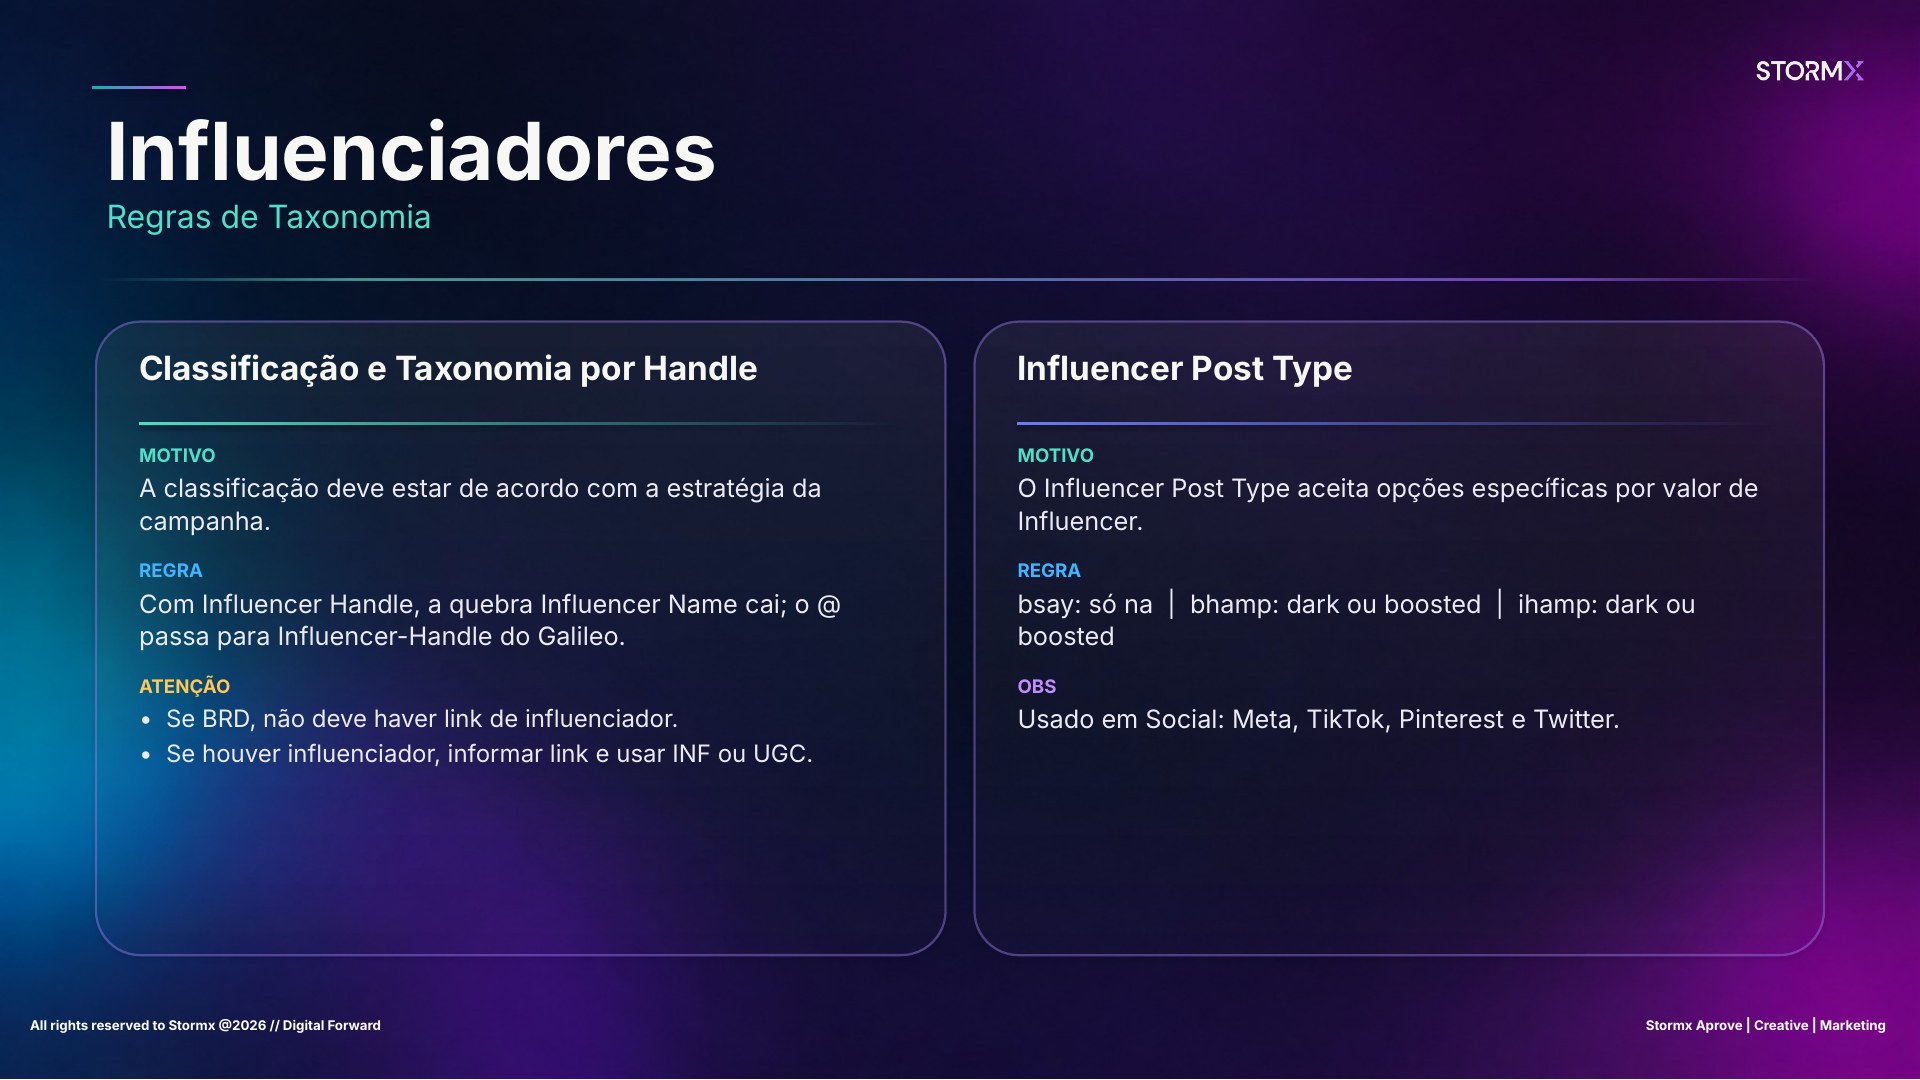 STORMX
Influenciadores
Regras de Taxonomia
Classificação e Taxonomia por Handle
MOTIVO
A classificação deve estar de acordo com a estratégia da
campanha.
REGRA
Com Influencer Handle, a quebra Influencer Name cai; o @
passa para Influencer-Handle do Galileo.
ATENÇÃO
• Se BRD, não deve haver link de influenciador.
• Se houver influenciador, informar link e usar INF ou UGC.
Influencer Post Type
MOTIVO
O Influencer Post Type aceita opções específicas por valor de
Influencer.
REGRA
bsay: só na | bhamp: dark ou boosted | ihamp: dark ou
boosted
OBS
Usado em Social: Meta, TikTok, Pinterest e Twitter.
All rights reserved to Stormx @2026 // Digital Forward
Stormx Aprove | Creative | Marketing